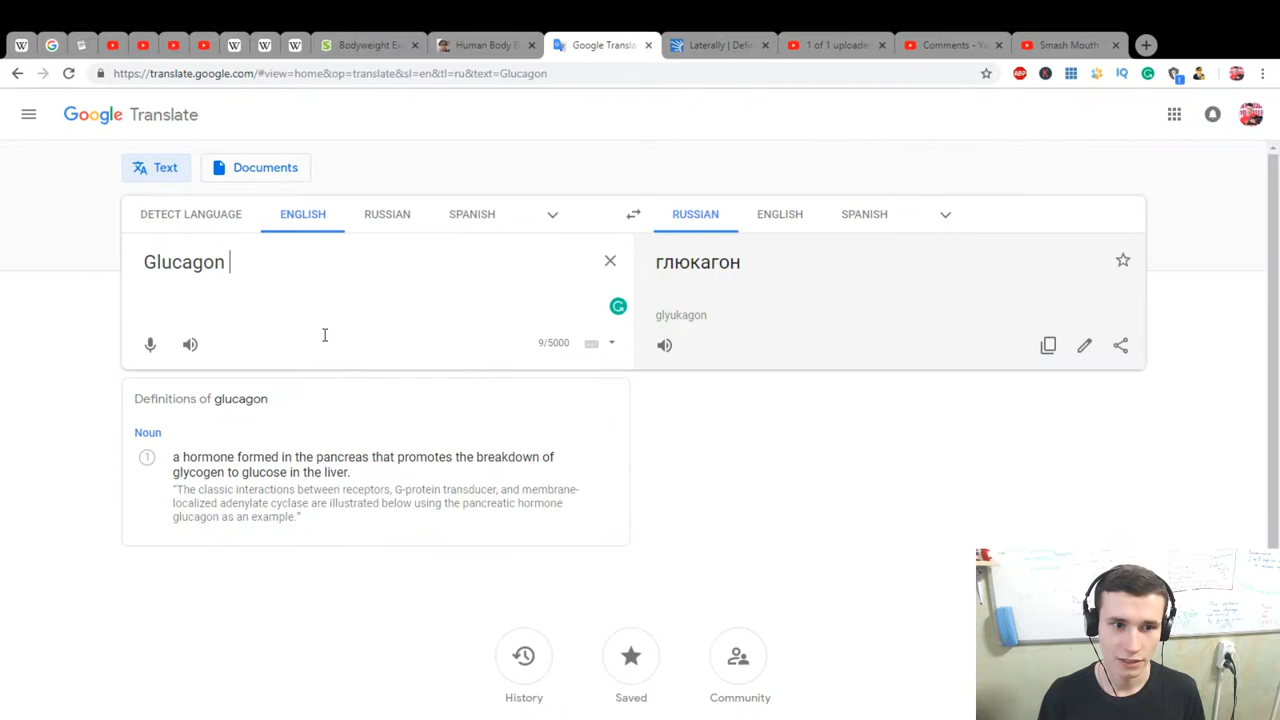 Bodyweight Ex
Human Body E
Google Transla
Laterally | Defin
1 of 1 uploade
Comments - Ya
Smash Mouth
https://translate.google.com/#view=home&op=translate&sl=en&tl=ru&text=Glucagon
Google Translate
Text
Documents
DETECT LANGUAGE ENGLISH RUSSIAN SPANISH
RUSSIAN ENGLISH SPANISH
Glucagon
глюкагон
glyukagon
9/5000
Definitions of glucagon
Noun
1
a hormone formed in the pancreas that promotes the breakdown of
glycogen to glucose in the liver.
"The classic interactions between receptors, G-protein transducer, and membrane-
localized adenylate cyclase are illustrated below using the pancreatic hormone
glucagon as an example."
History
Saved
Community